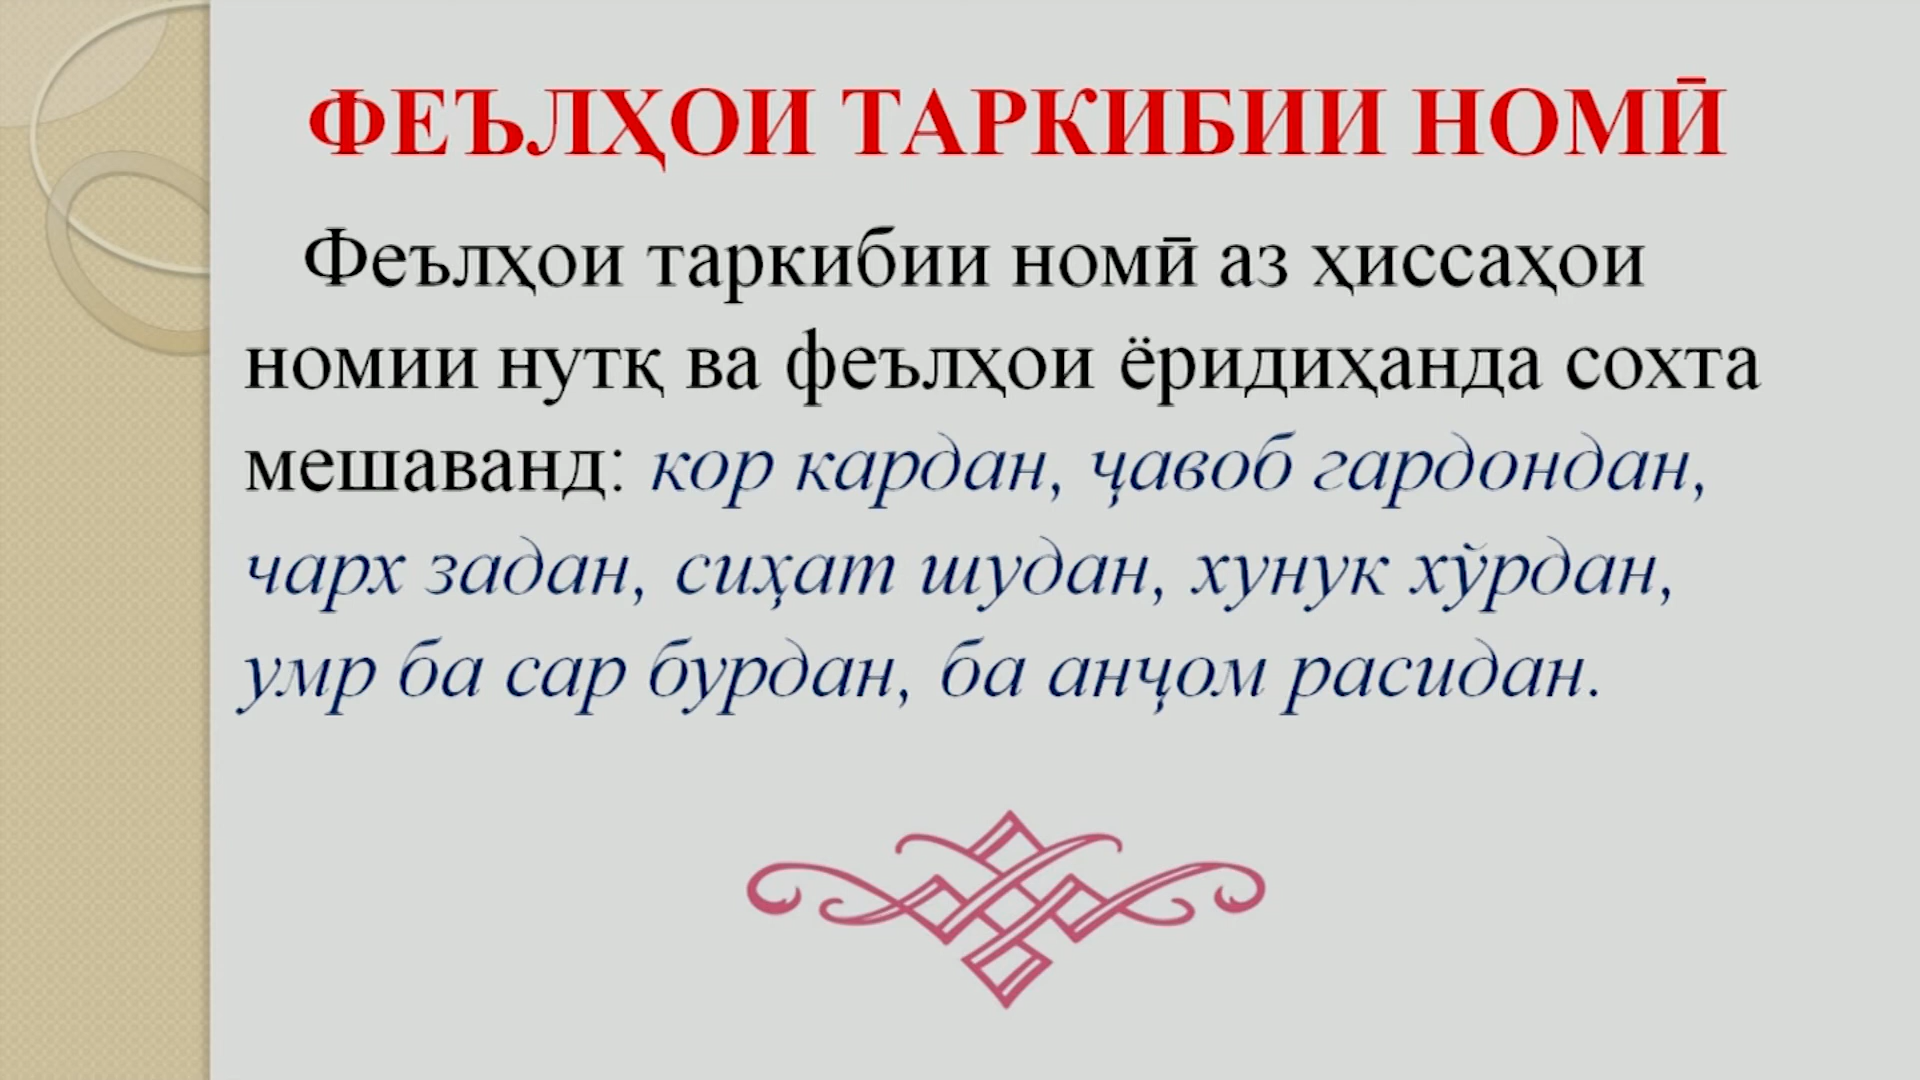 ФЕЪЛҲОИ ТАРКИБИИ НОМӢ
Феълҳои таркибии номӣ аз ҳиссаҳои
номии нутқ ва феълҳои ёридиҳанда сохта
мешаванд: кор кардан, ҷавоб гардондан,
чарх задан, сиҳат шудан, хунук хӯрдан,
умр ба сар бурдан, ба анҷом расидан.